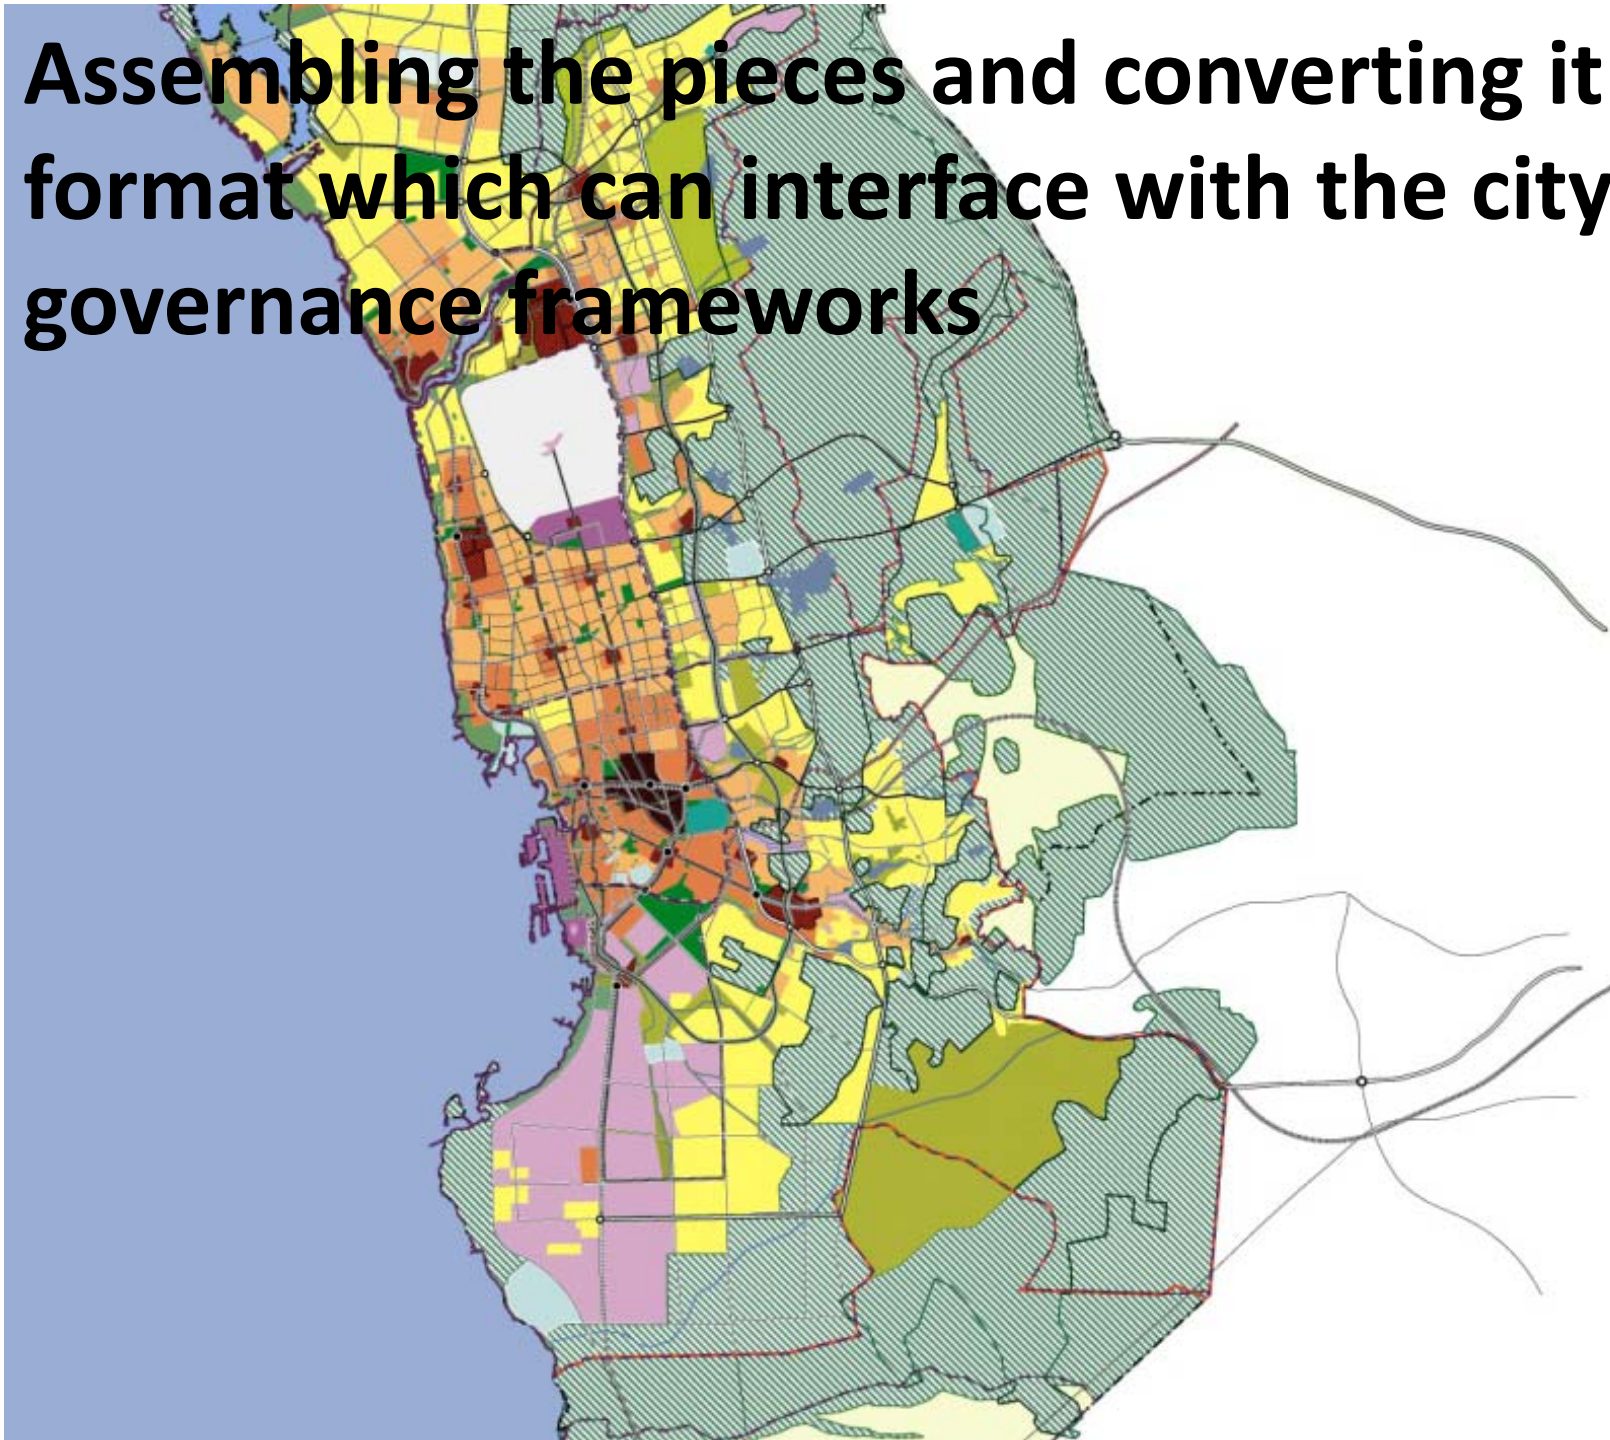 Assembling the pieces and converting it
format which can interface with the city
governance frameworks